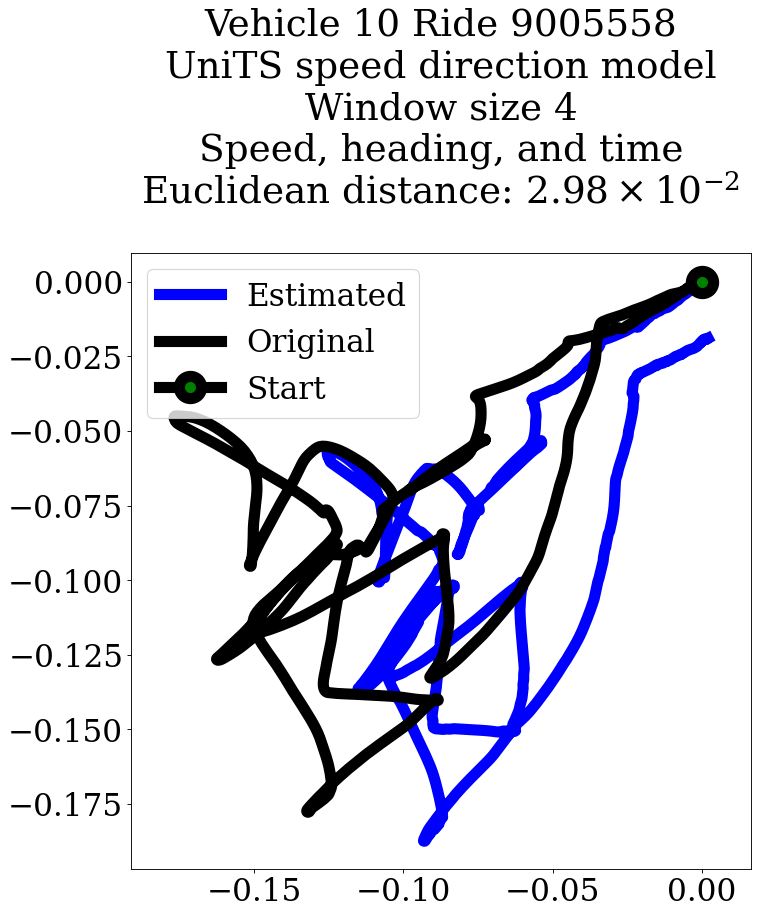 Vehicle 10 Ride 9005558
UniTS speed direction model
Window size 4
Speed, heading, and time
Euclidean distance: 2.98 × 10⁻²
Estimated
Original
Start
0.000
−0.025
−0.050
−0.075
−0.100
−0.125
−0.150
−0.175
−0.15 −0.10 −0.05 0.00